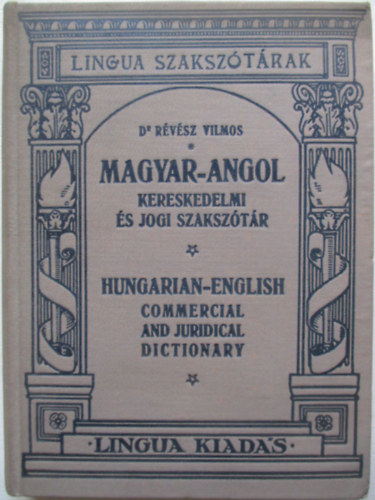 LINGUA SZAKSZÓTÁRAK
Dr RÉVÉSZ VILMOS
MAGYAR-ANGOL
KERESKEDELMI
ÉS JOGI SZAKSZÓTÁR
HUNGARIAN-ENGLISH
COMMERCIAL
AND JURIDICAL
DICTIONARY
·LINGUA KIADÁS·